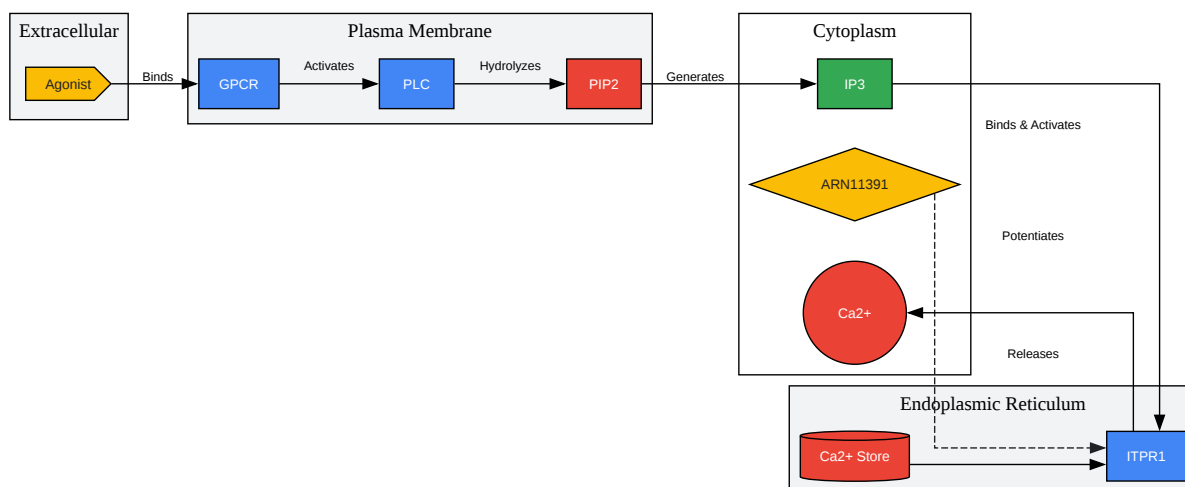 Extracellular
Plasma Membrane
Cytoplasm
Agonist
Binds
GPCR
Activates
PLC
Hydrolyzes
PIP2
Generates
IP3
Binds & Activates
ARN11391
Potentiates
Ca2+
Releases
Endoplasmic Reticulum
Ca2+ Store
ITPR1